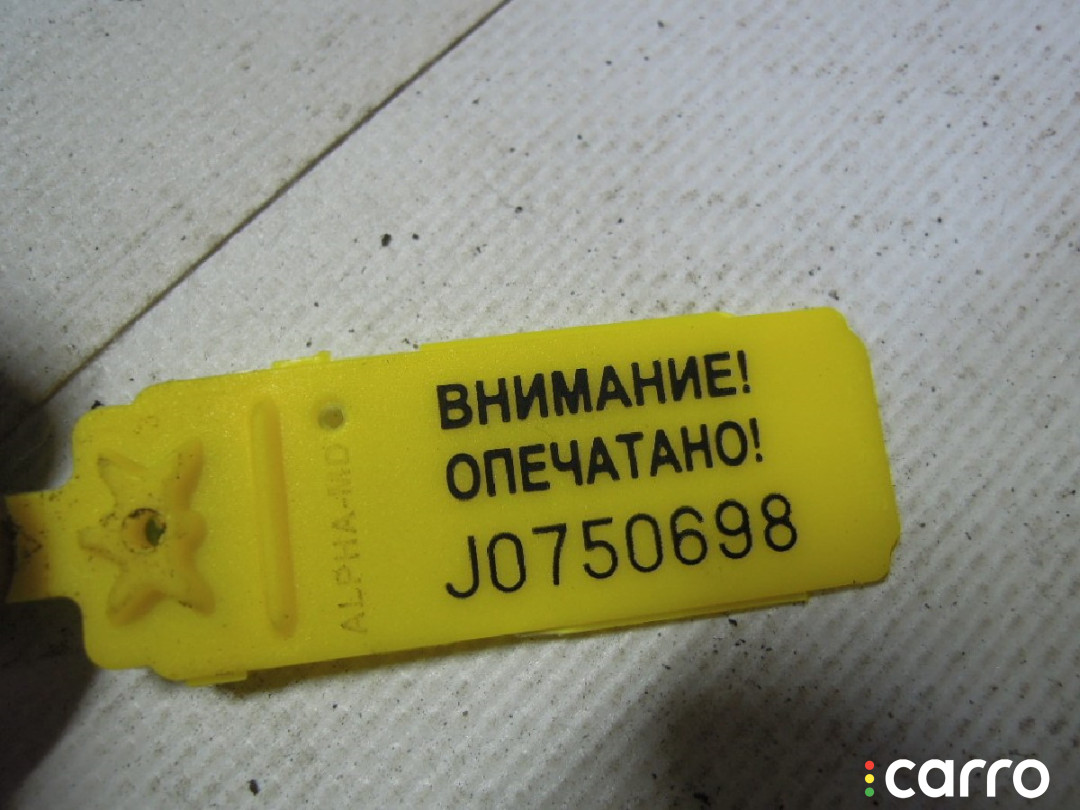 ВНИМАНИЕ!
ОПЕЧАТАНО!
J0750698
ALPHA-MD
carro